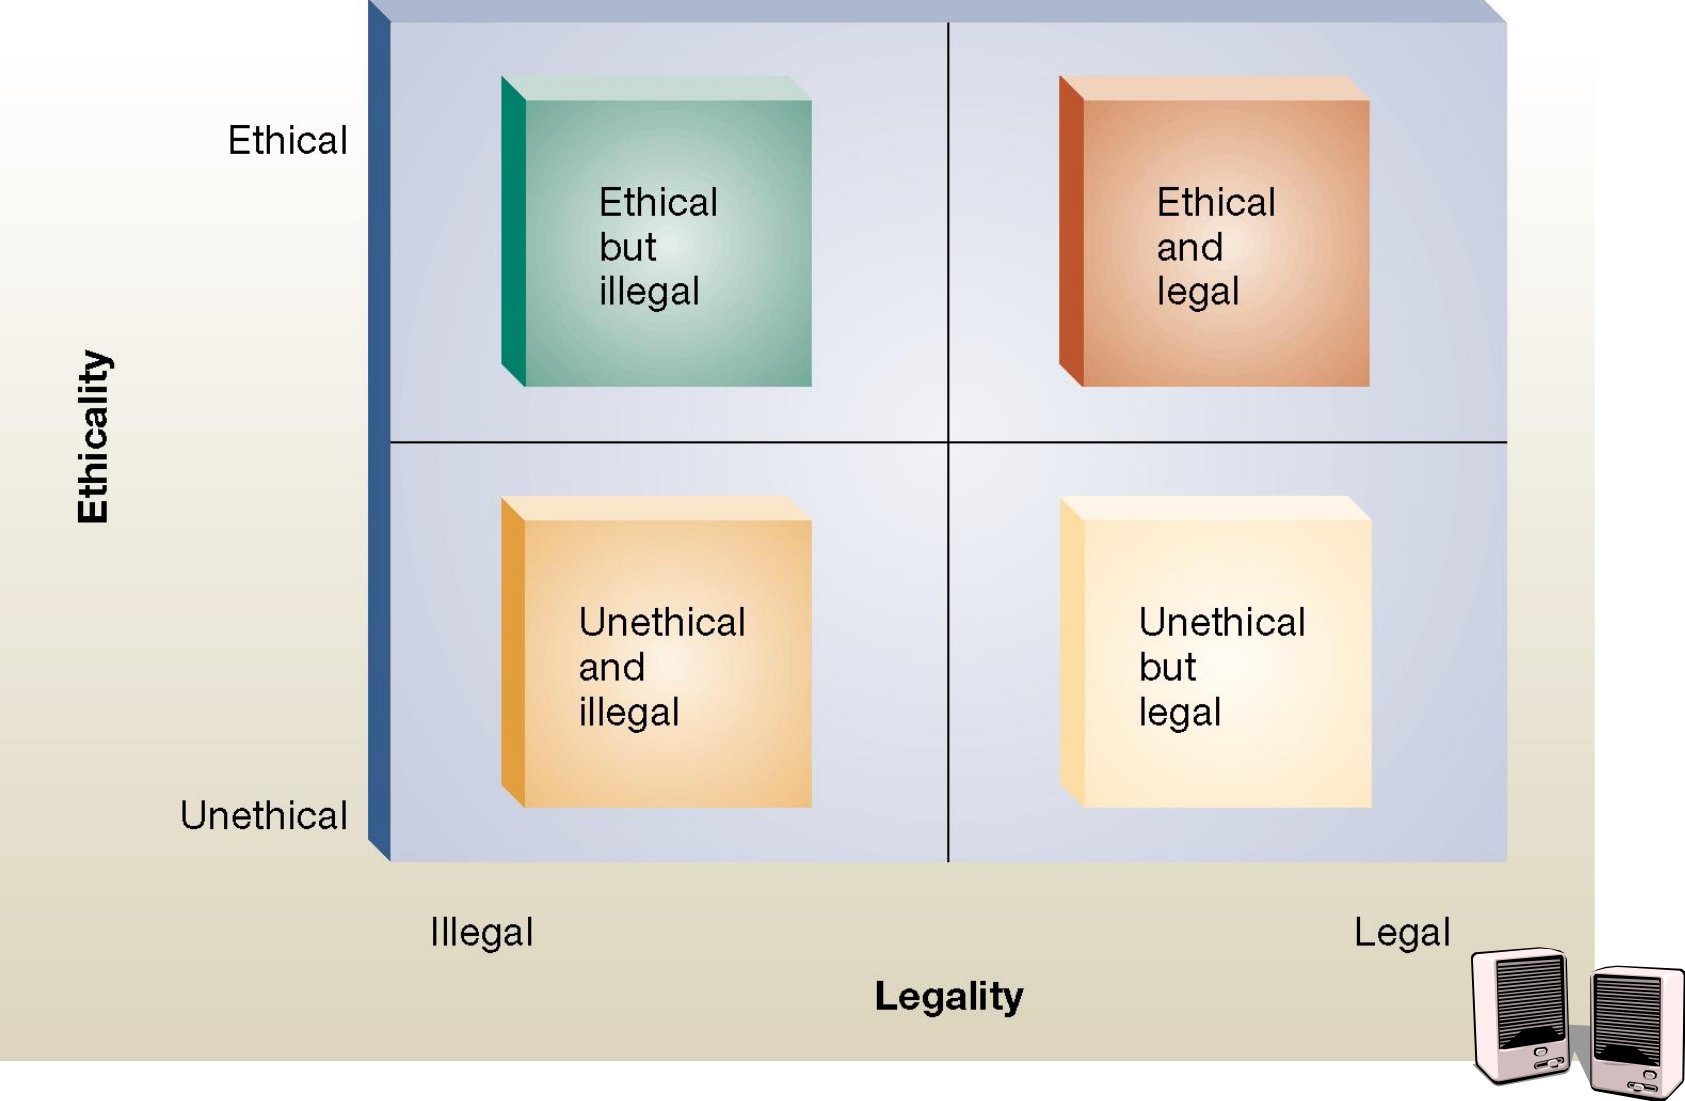 Ethical
Ethical
but
illegal
Ethical
and
legal
Ethicality
Unethical
and
illegal
Unethical
but
legal
Unethical
Illegal
Legal
Legality